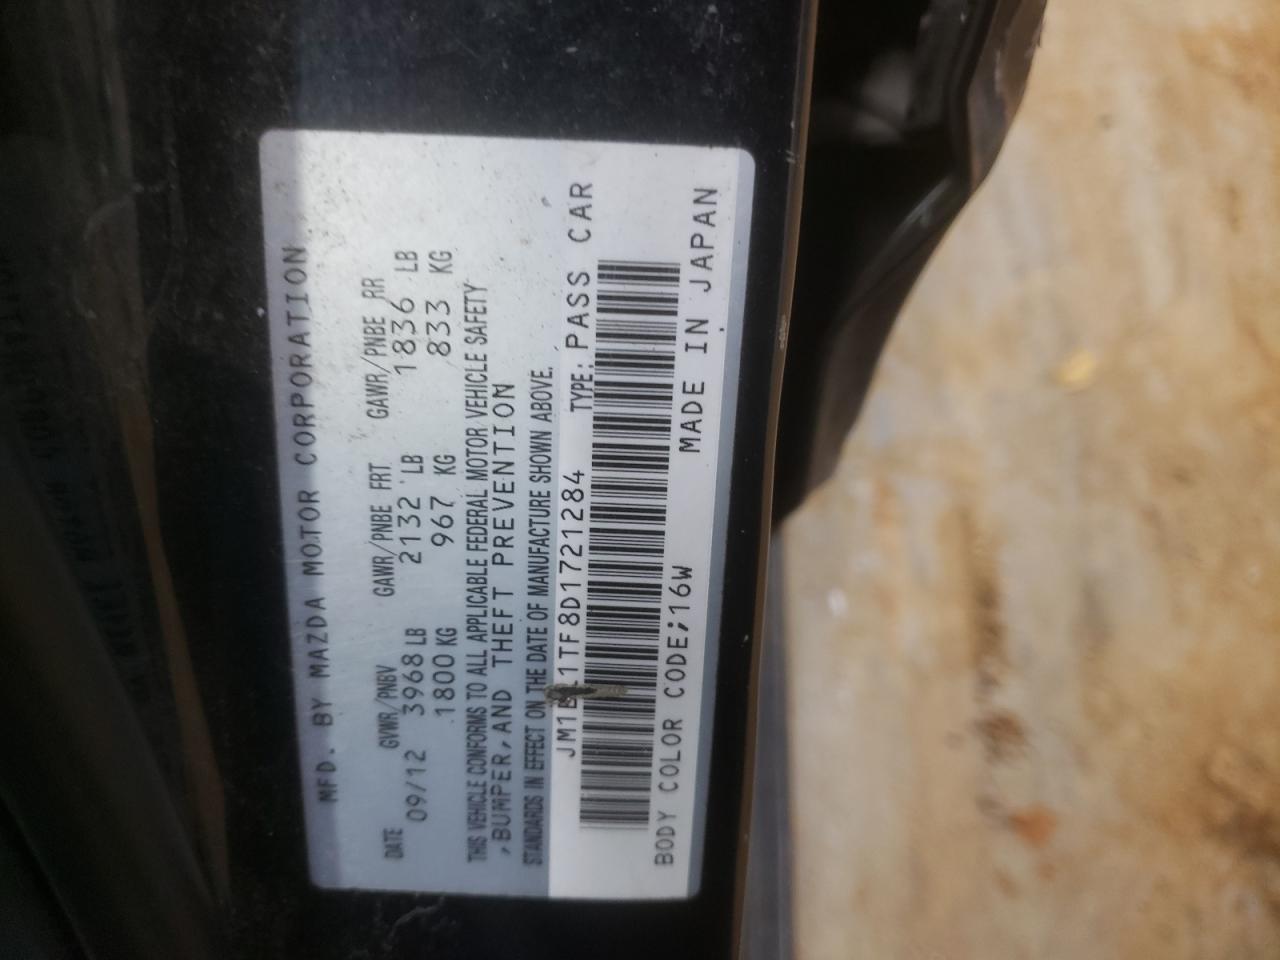 MFD. BY MAZDA MOTOR CORPORATION
DATE GVWR/PNBV GAWR/PNBE FRT GAWR/PNBE RR
09/12 3968 LB 2132 LB 1836 LB
1800 KG 967 KG 833 KG
THIS VEHICLE CONFORMS TO ALL APPLICABLE FEDERAL MOTOR VEHICLE SAFETY
,BUMPER,AND THEFT PREVENTION
STANDARDS IN EFFECT ON THE DATE OF MANUFACTURE SHOWN ABOVE.
TYPE: PASS CAR
BODY COLOR CODE;16W MADE IN JAPAN